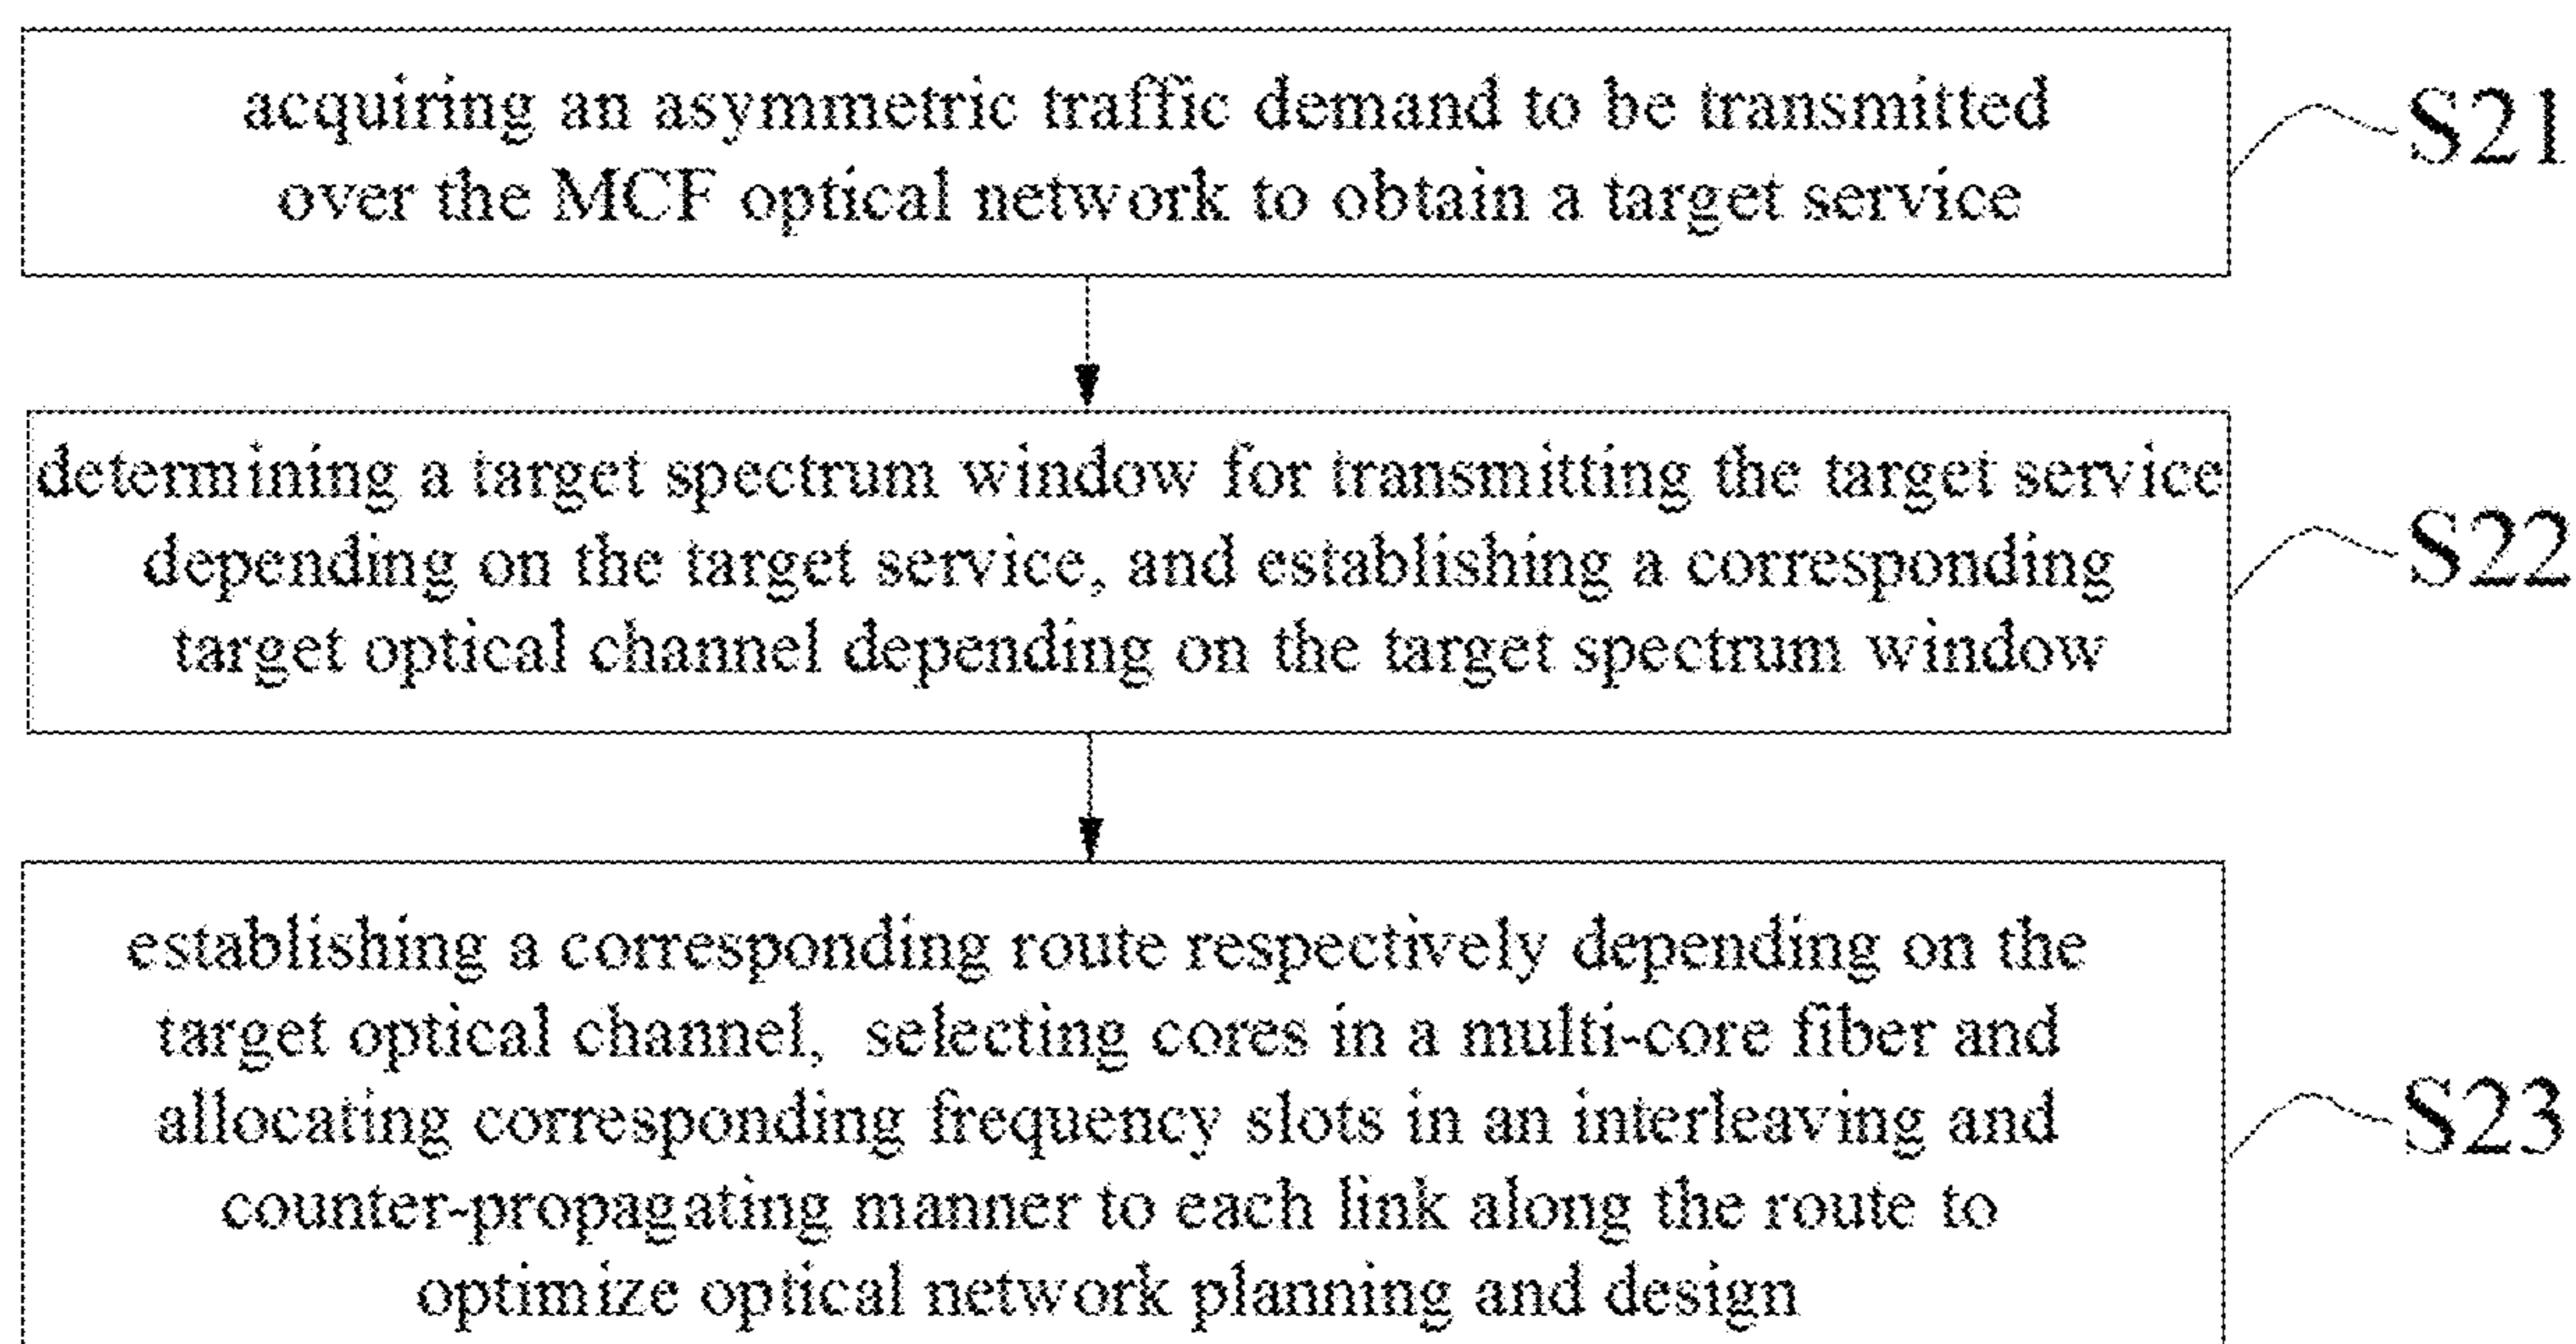 acquiring an asymmetric traffic demand to be transmitted
over the MCF optical network to obtain a target service
S21
determining a target spectrum window for transmitting the target service
depending on the target service, and establishing a corresponding
target optical channel depending on the target spectrum window
S22
establishing a corresponding route respectively depending on the
target optical channel, selecting cores in a multi-core fiber and
allocating corresponding frequency slots in an interleaving and
counter-propagating manner to each link along the route to
optimize optical network planning and design
S23